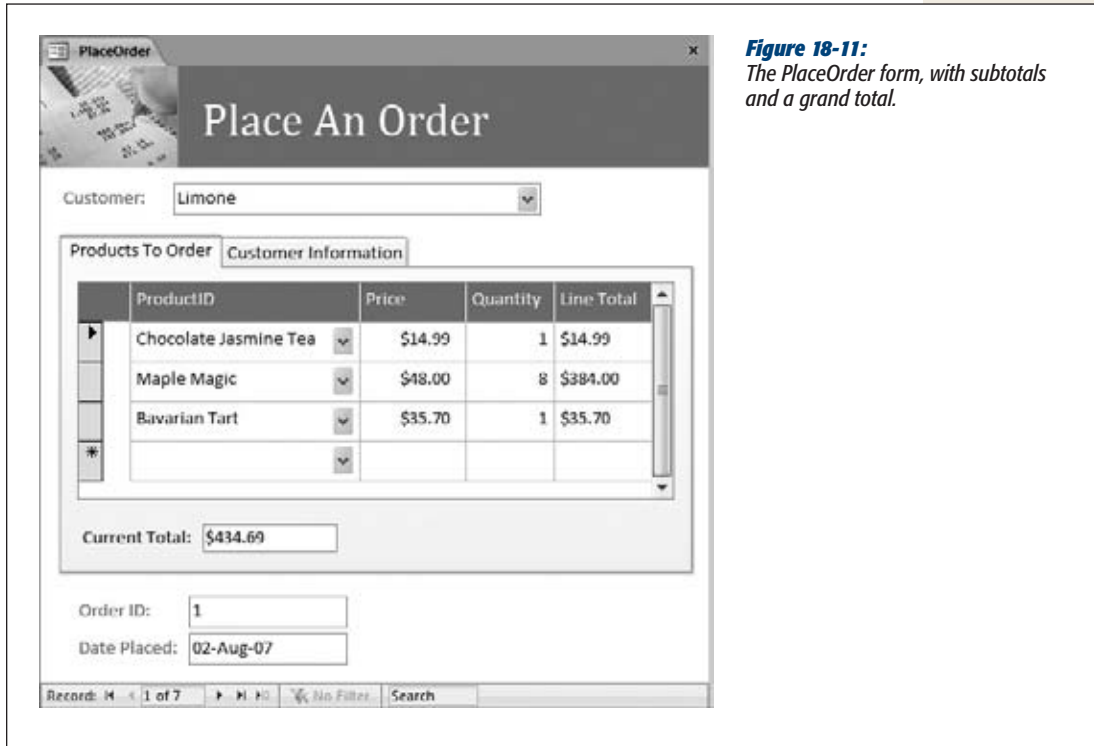 PlaceOrder
Place An Order
Customer: Limone
Products To Order Customer Information
ProductID Price Quantity Line Total
Chocolate Jasmine Tea $14.99 1 $14.99
Maple Magic $48.00 8 $384.00
Bavarian Tart $35.70 1 $35.70
Current Total: $434.69
Order ID: 1
Date Placed: 02-Aug-07
Record: 1 of 7 No Filter Search
Figure 18-11:
The PlaceOrder form, with subtotals
and a grand total.